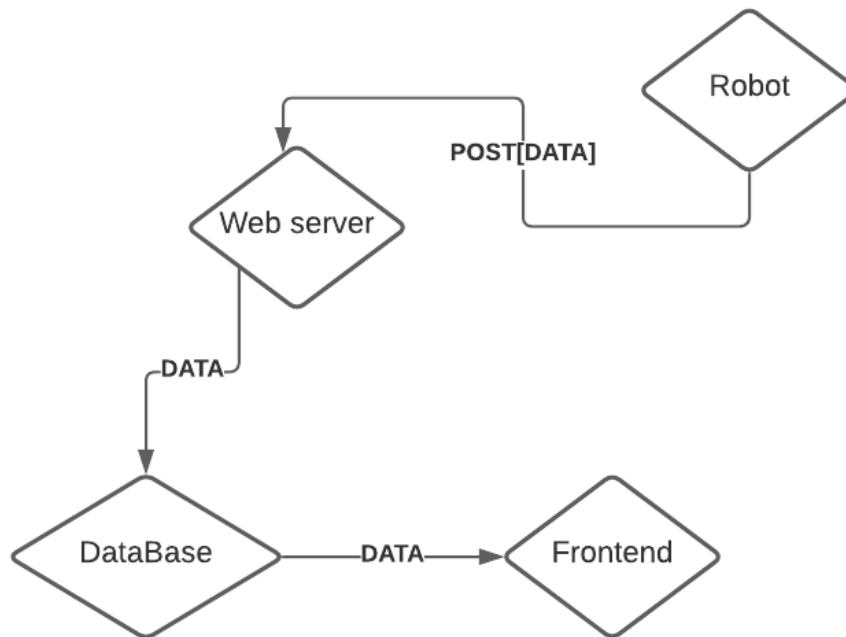 Robot
POST[DATA]
Web server
DATA
DataBase
DATA
Frontend